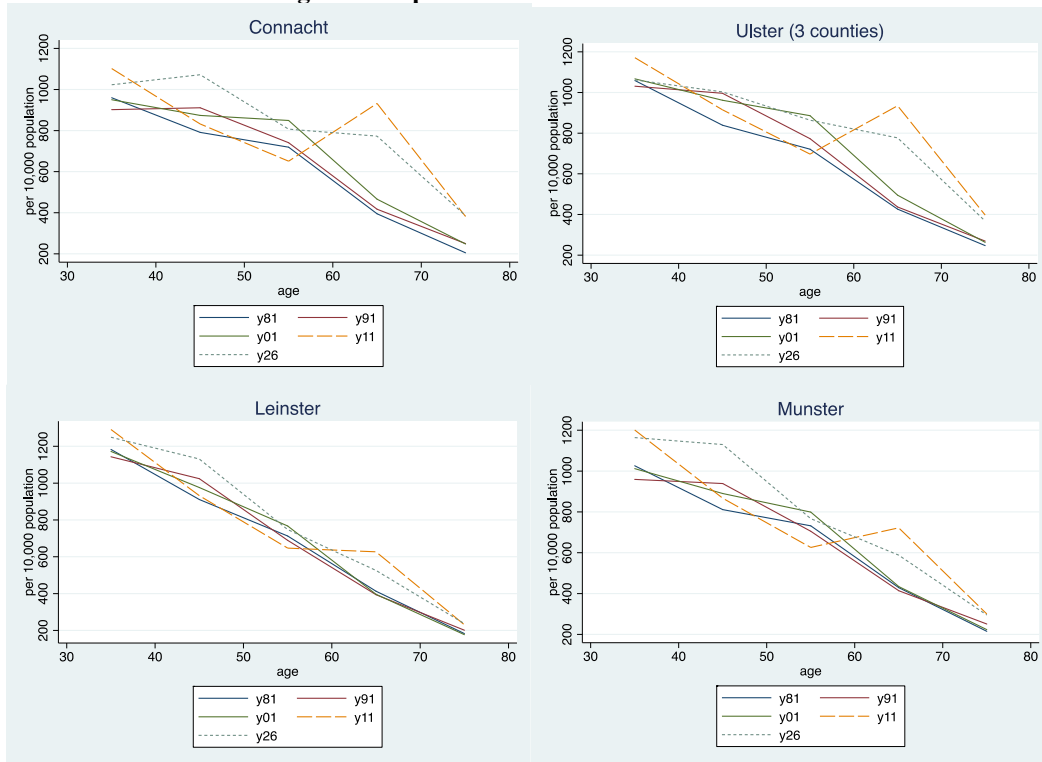 Connacht
per 10,000 population
1200
1000
800
600
400
200
30 40 50 60 70 80
age
y81 y91
y01 y11
y26
Ulster (3 counties)
per 10,000 population
1200
1000
800
600
400
200
30 40 50 60 70 80
age
y81 y91
y01 y11
y26
Leinster
per 10,000 population
1200
1000
800
600
400
200
30 40 50 60 70 80
age
y81 y91
y01 y11
y26
Munster
per 10,000 population
1200
1000
800
600
400
200
30 40 50 60 70 80
age
y81 y91
y01 y11
y26